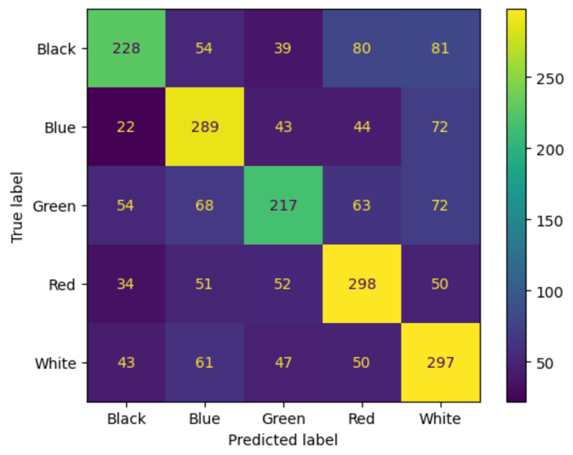 Black 228 54 39 80 81
Blue 22 289 43 44 72
Green 54 68 217 63 72
Red 34 51 52 298 50
White 43 61 47 50 297
Black Blue Green Red White
Predicted label
True label
250
200
150
100
50